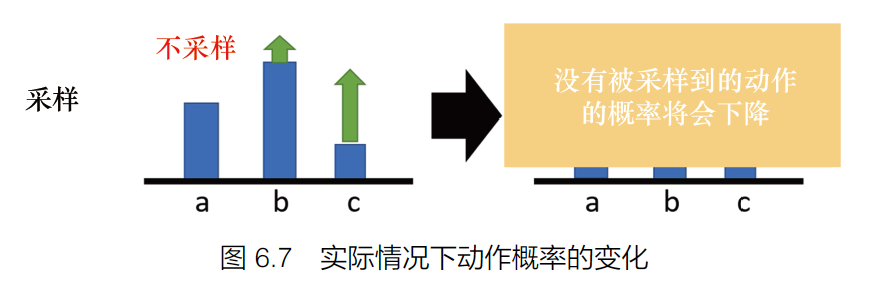 不采样
采样
没有被采样到的动作
的概率将会下降
a b c
a b c
图 6.7 实际情况下动作概率的变化